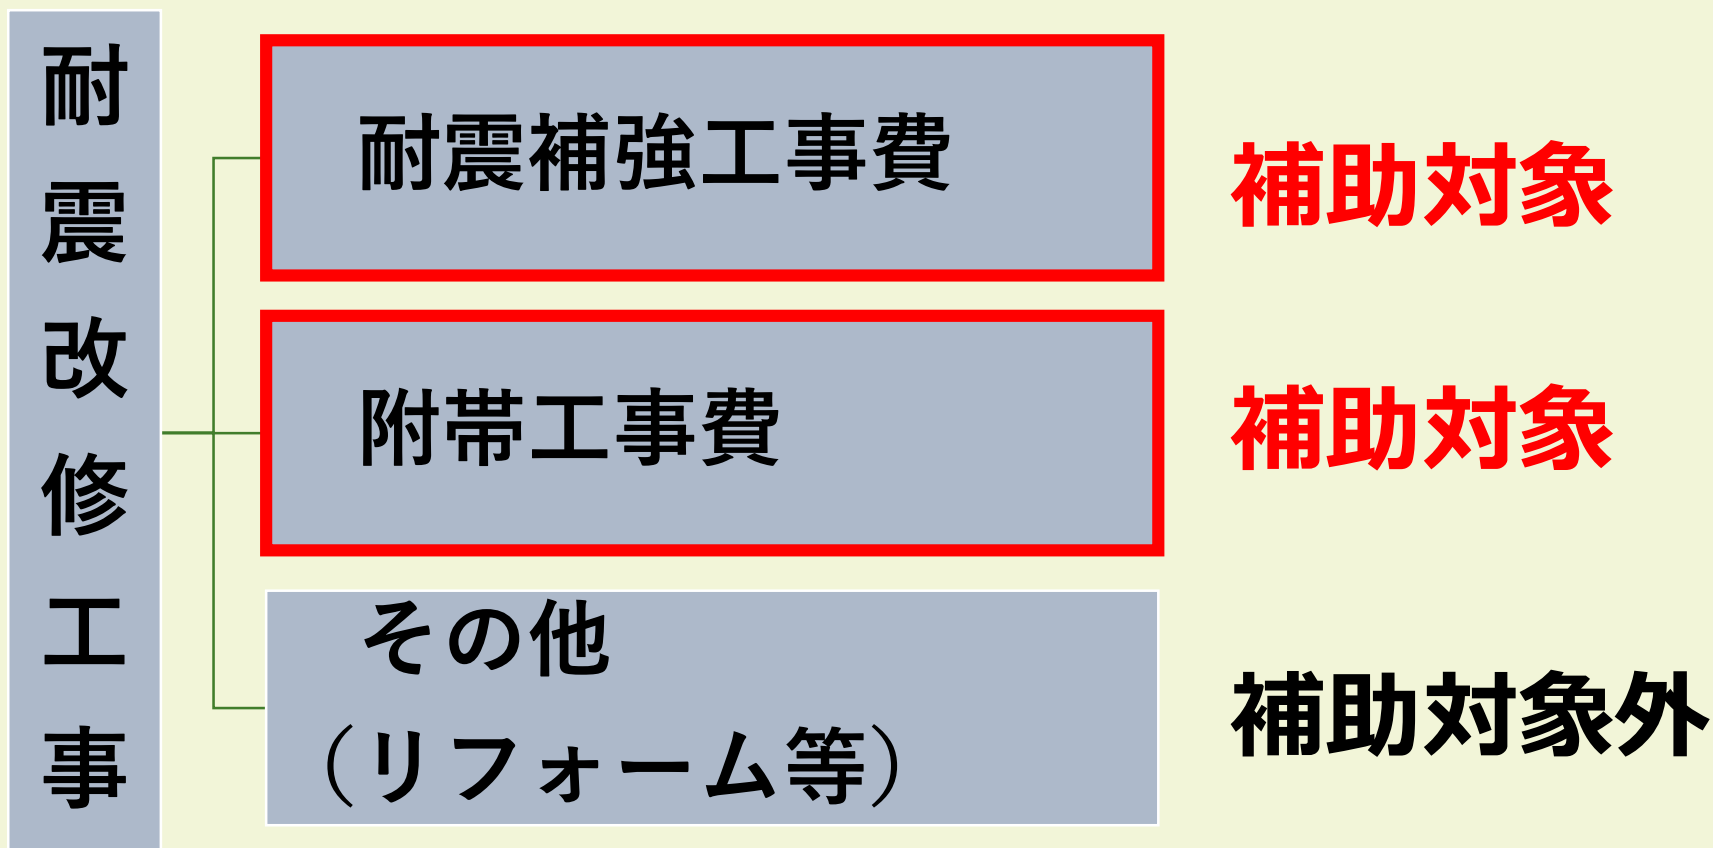 耐震改修工事
耐震補強工事費
補助対象
附帯工事費
補助対象
その他
（リフォーム等）
補助対象外